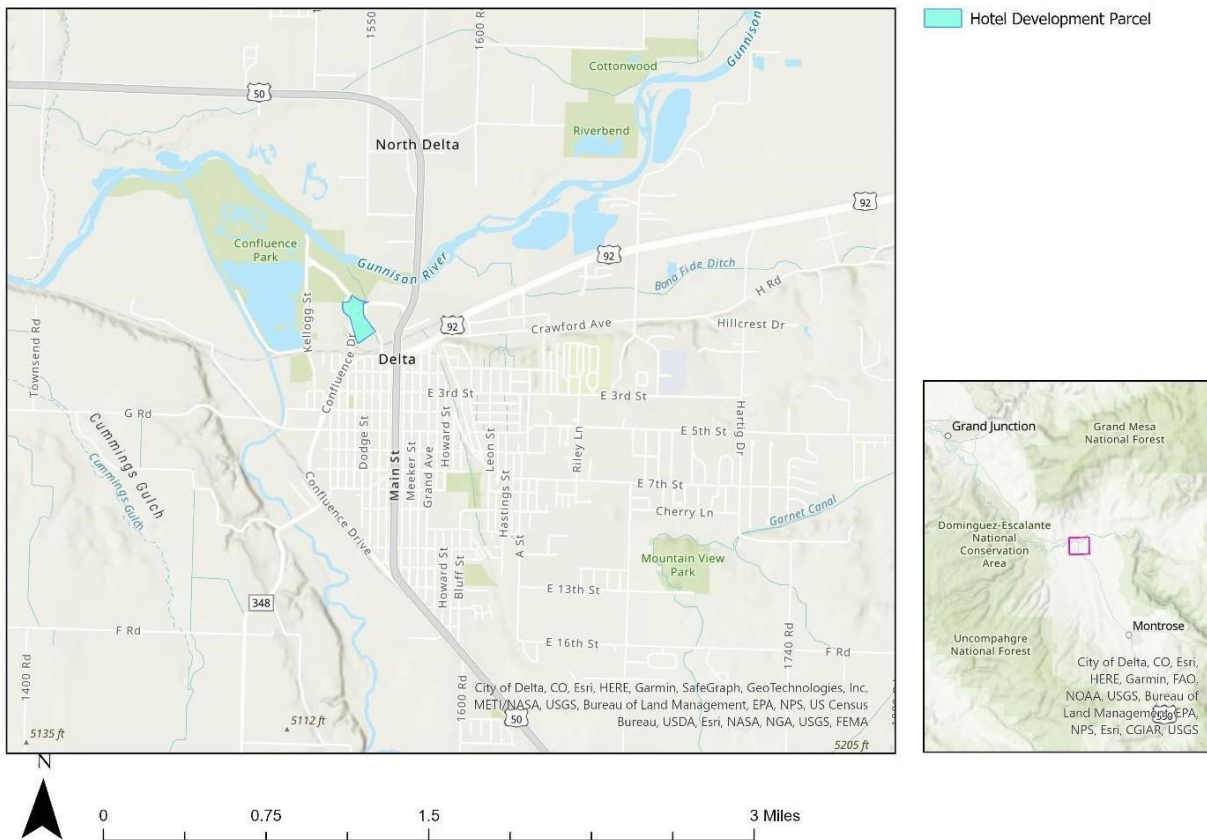 Hotel Development Parcel
1550
1600 Rd
Gunnison
Cottonwood
50
Riverbend
North Delta
92
Confluence
Park
Gunnison River
92
Bona Fide Ditch
H Rd
Kellogg St
92
Crawford Ave
Hillcrest Dr
Townsend Rd
Confluence Dr
Delta
E 3rd St
E 3rd St
G Rd
Cummings Gulch
Cummings Gulch
Dodge St
Main St
Meeker St
Grand Ave
Howard St
Leon St
Hastings St
Riley Ln
E 5th St
Hartig Dr
E 7th St
Cherry Ln
Garnet Canal
Confluence Drive
A St
Mountain View
Park
Howard St
Bluff St
E 13th St
348
F Rd
E 16th St
1740 Rd
F Rd
1400 Rd
1600 Rd
50
City of Delta, CO, Esri, HERE, Garmin, SafeGraph, GeoTechnologies, Inc,
METI/NASA, USGS, Bureau of Land Management, EPA, NPS, US Census
Bureau, USDA, Esri, NASA, NGA, USGS, FEMA
5135 ft
5112 ft
5205 ft
Grand Junction
Grand Mesa
National Forest
Dominguez-Escalante
National
Conservation
Area
Montrose
Uncompahgre
National Forest
City of Delta, CO, Esri,
HERE, Garmin, FAO,
NOAA, USGS, Bureau of
Land Management, EPA,
NPS, Esri, CGIAR, USGS
550
N
0 0.75 1.5 3 Miles